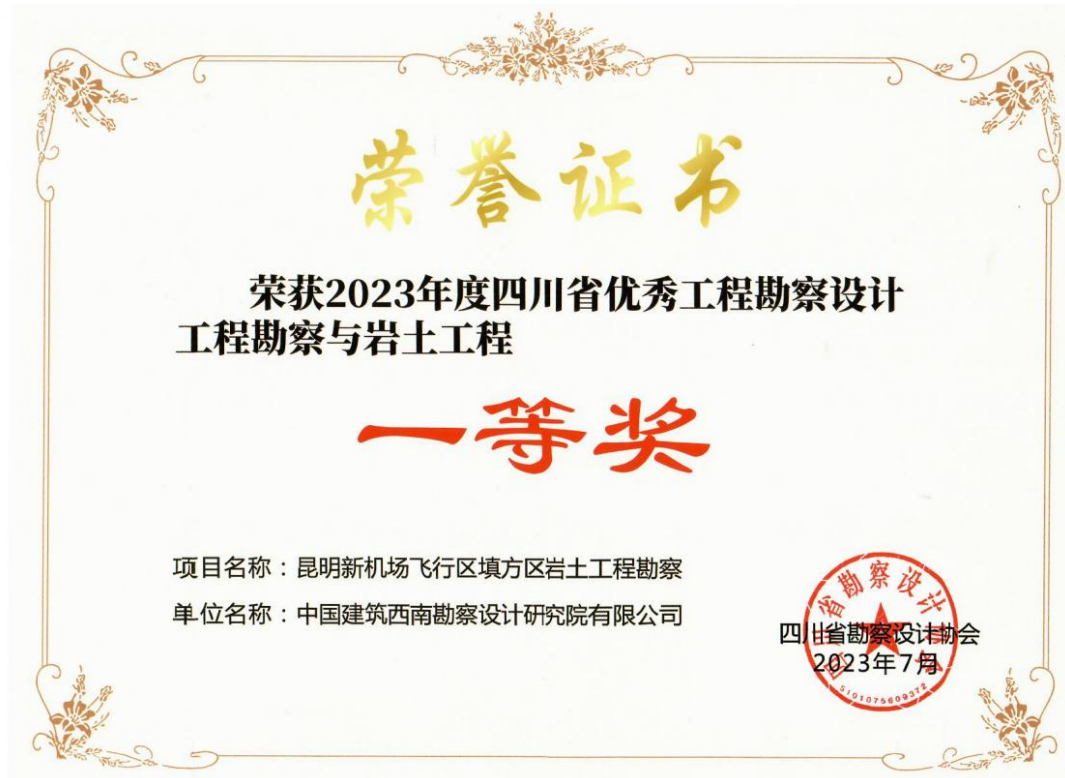 荣誉证书
荣获2023年度四川省优秀工程勘察设计
工程勘察与岩土工程
一等奖
项目名称：昆明新机场飞行区填方区岩土工程勘察
单位名称：中国建筑西南勘察设计研究院有限公司
四川省勘察设计协会
2023年7月
四川省勘察设计协会
5101075609372